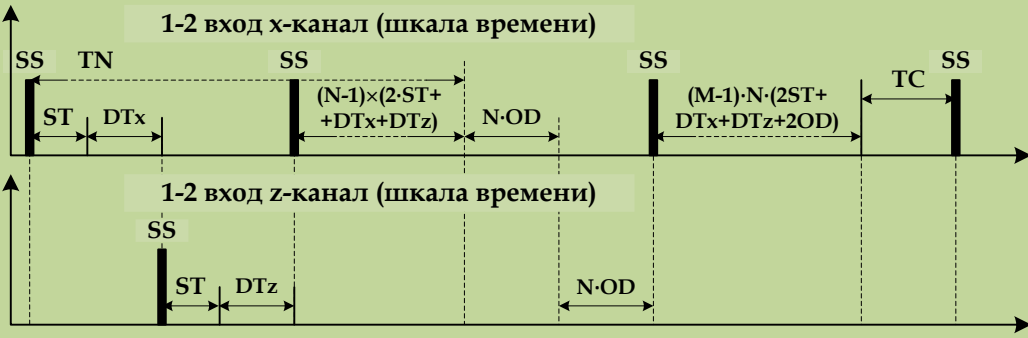 1-2 вход х-канал (шкала времени)
SS TN SS SS SS
ST DTx (N-1)×(2·ST+ +DTx+DTz) N·OD (M-1)·N·(2ST+ DTx+DTz+2OD) TC
1-2 вход z-канал (шкала времени)
SS
ST DTz N·OD